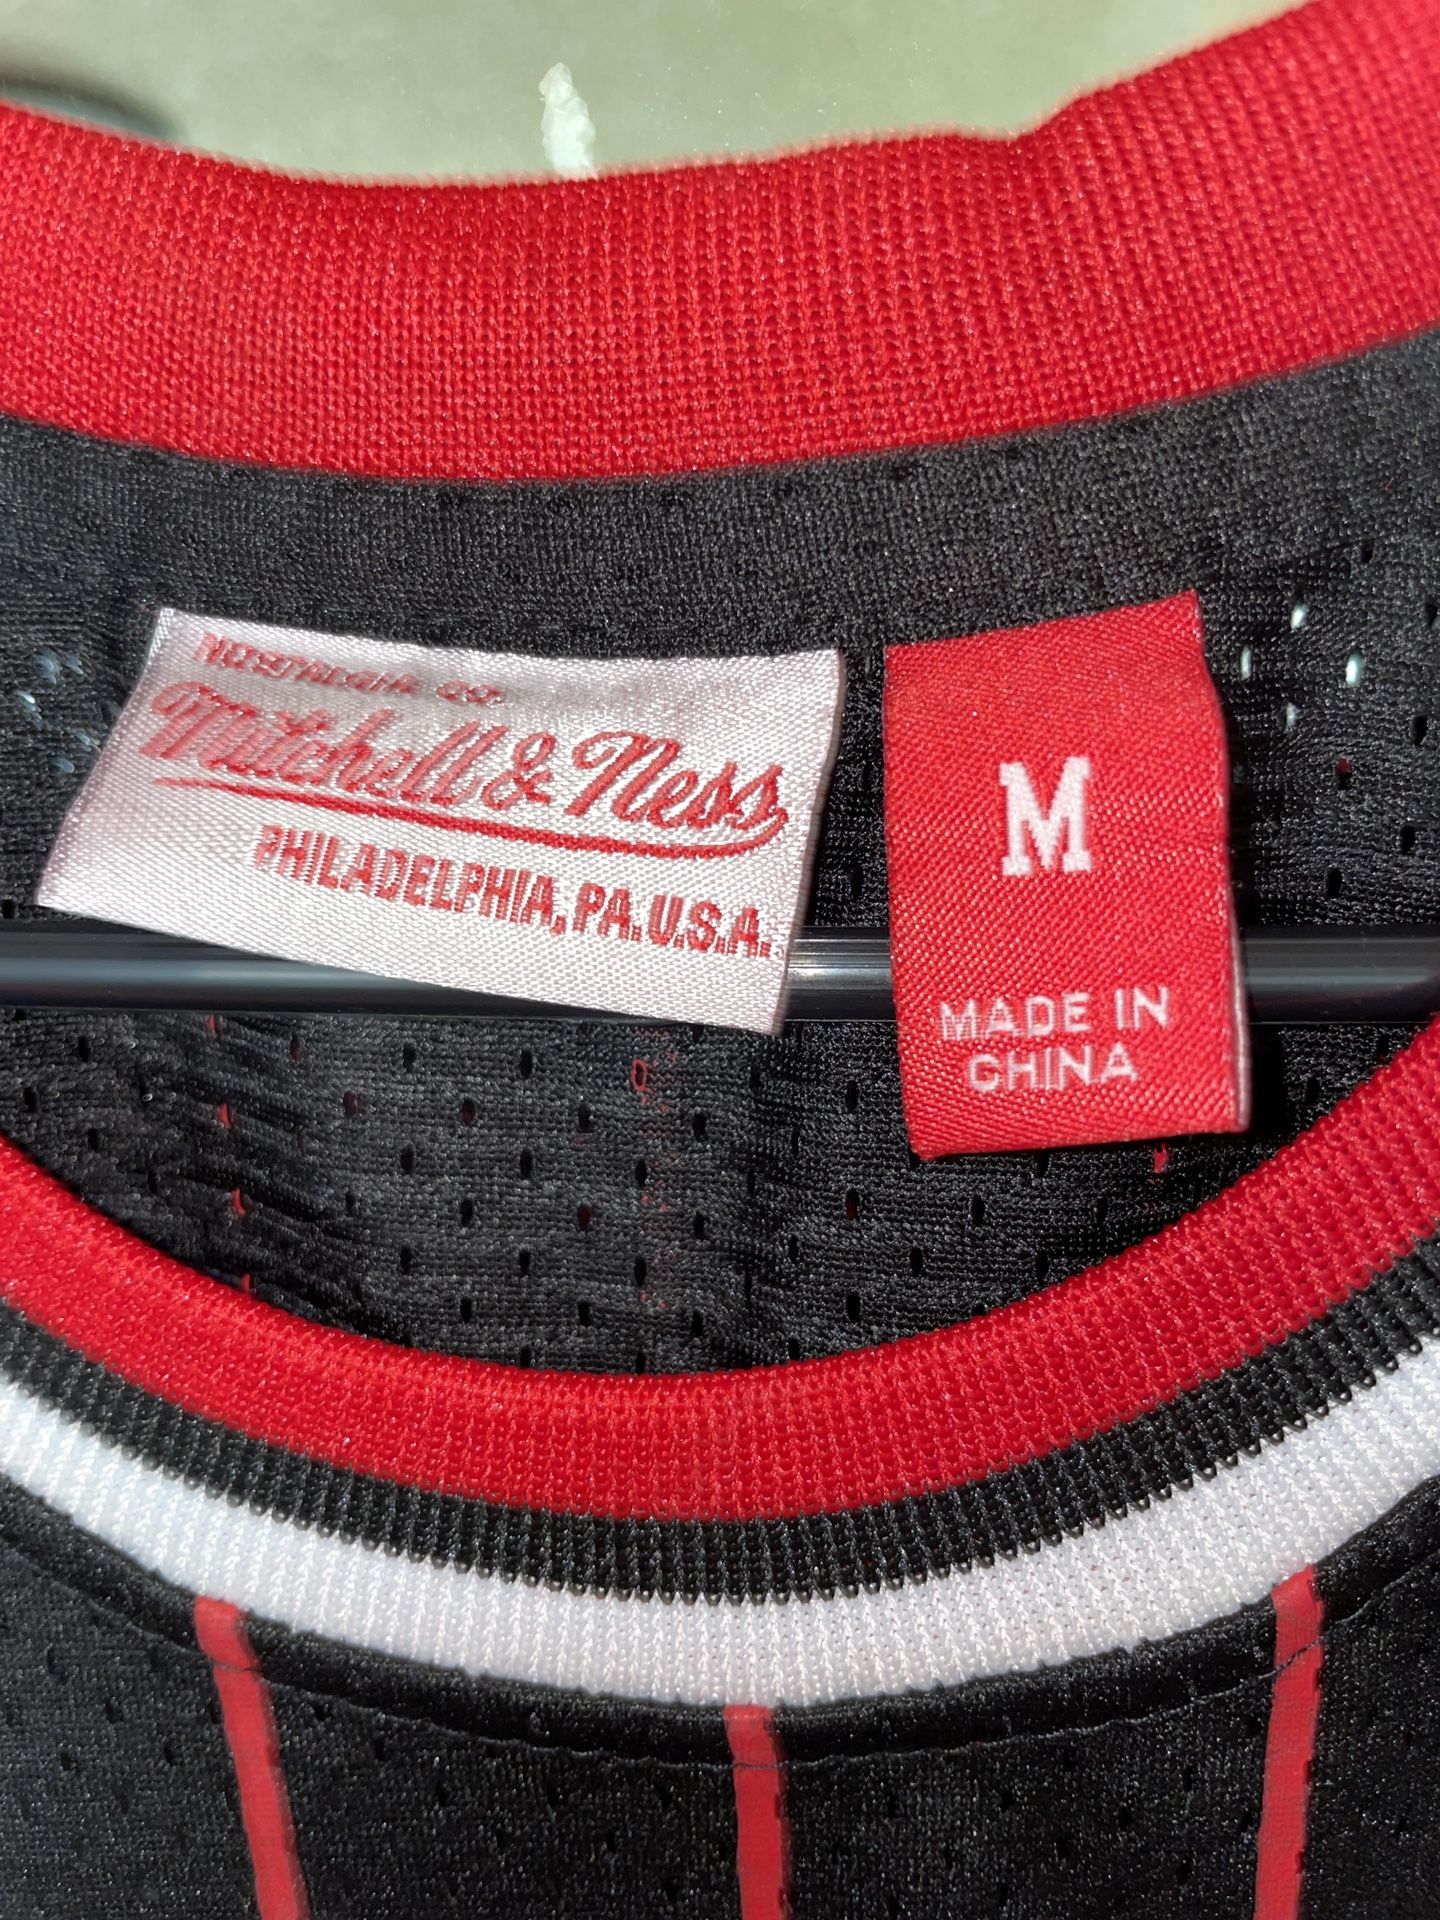 NOSTALGIA CO.
Mitchell & Ness
PHILADELPHIA, PA. U.S.A.
M
MADE IN
CHINA